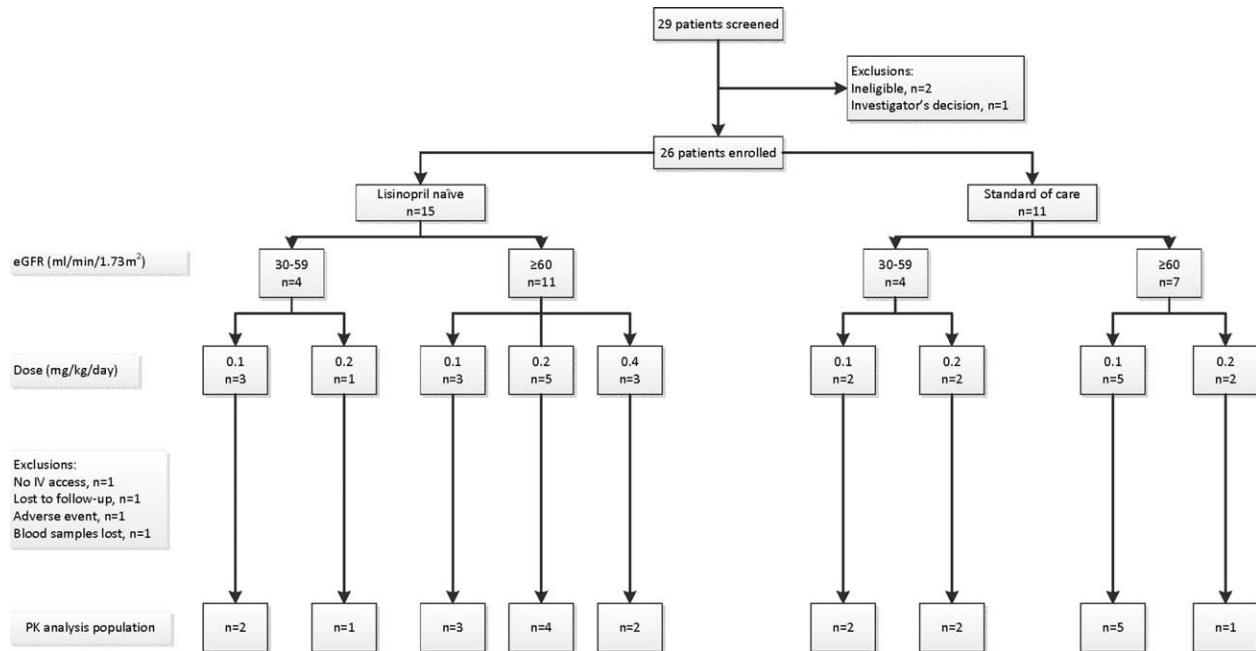 29 patients screened
Exclusions:
Ineligible, n=2
Investigator's decision, n=1
26 patients enrolled
Lisinopril naïve
n=15
Standard of care
n=11
eGFR (ml/min/1.73m²)
30-59
n=4
≥60
n=11
30-59
n=4
≥60
n=7
Dose (mg/kg/day)
0.1
n=3
0.2
n=1
0.1
n=3
0.2
n=5
0.4
n=3
0.1
n=2
0.2
n=2
0.1
n=5
0.2
n=2
Exclusions:
No IV access, n=1
Lost to follow-up, n=1
Adverse event, n=1
Blood samples lost, n=1
PK analysis population
n=2
n=1
n=3
n=4
n=2
n=2
n=2
n=5
n=1